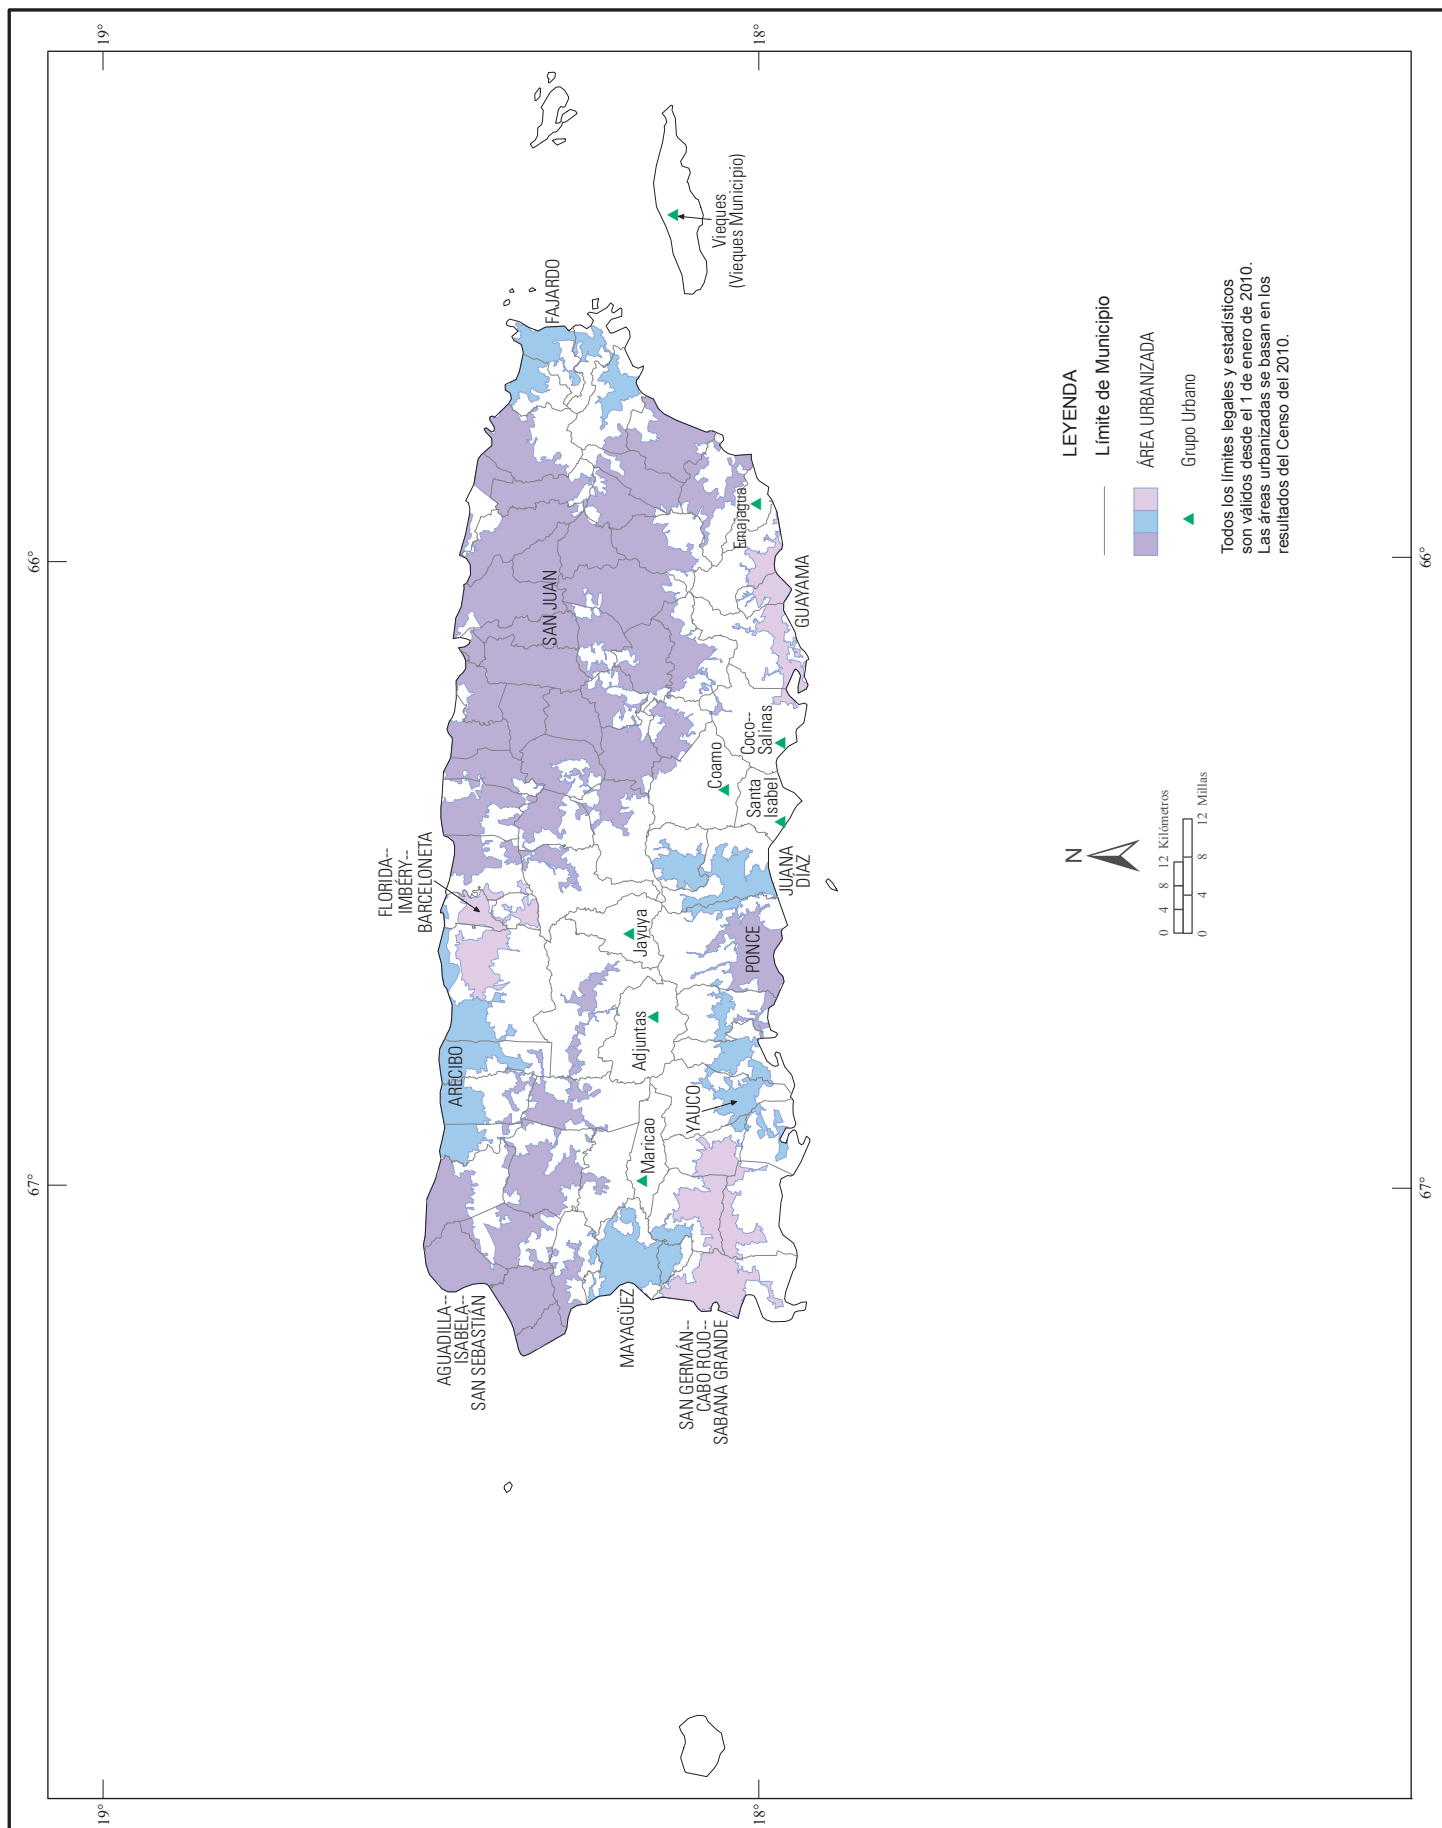 19°
18°
67°
66°
AGUADILLA--
ISABELA--
SAN SEBASTIÁN
MAYAGÜEZ
SAN GERMÁN--
CABO ROJO--
SABANA GRANDE
ARECIBO
FLORIDA--
IMBÉRY--
BARCELONETA
SAN JUAN
FAJARDO
Maricao
Adjuntas
Jayuya
YAUCO
PONCE
JUANA
DÍAZ
Coamo
Santa
Isabel
Coco--
Salinas
GUAYAMA
Emajagua
Vieques
(Vieques Municipio)
19°
18°
67°
66°
N
0 4 8 12 Kilómetros
0 4 8 12 Millas
LEYENDA
Límite de Municipio
ÁREA URBANIZADA
Grupo Urbano
Todos los límites legales y estadísticos
son válidos desde el 1 de enero de 2010.
Las áreas urbanizadas se basan en los
resultados del Censo del 2010.